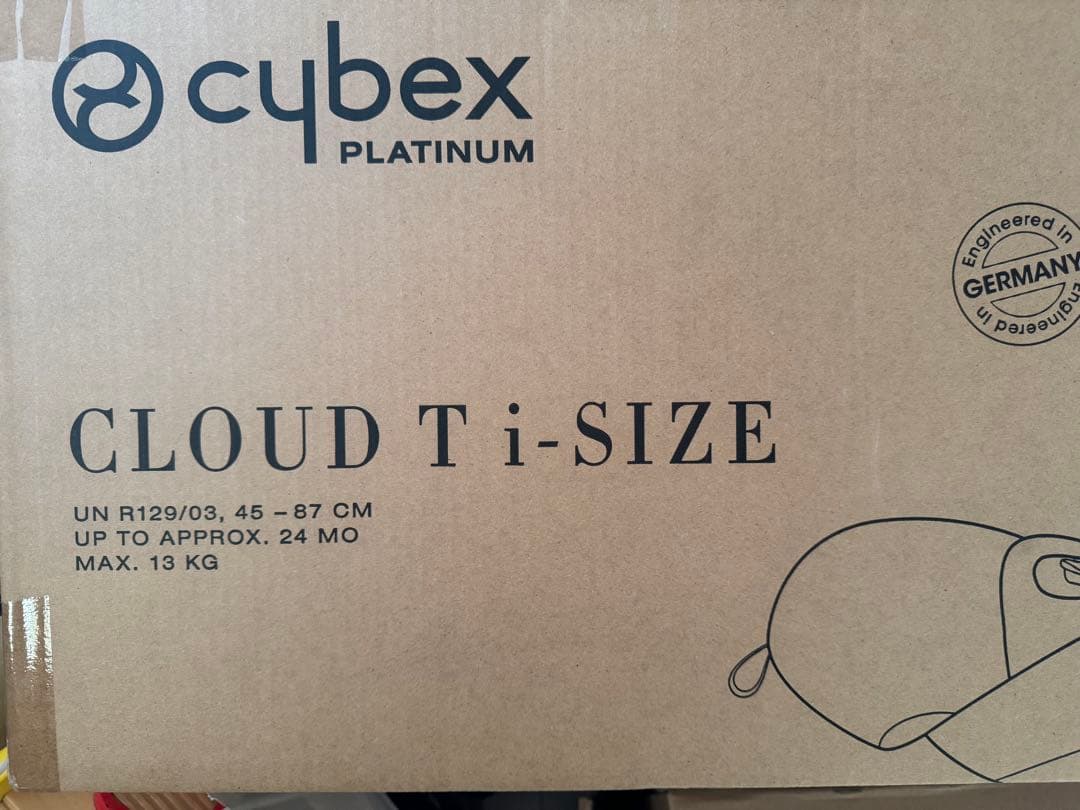 cybex
PLATINUM
Engineered in
GERMANY
Engineered in
CLOUD T i-SIZE
UN R129/03, 45 – 87 CM
UP TO APPROX. 24 MO
MAX. 13 KG